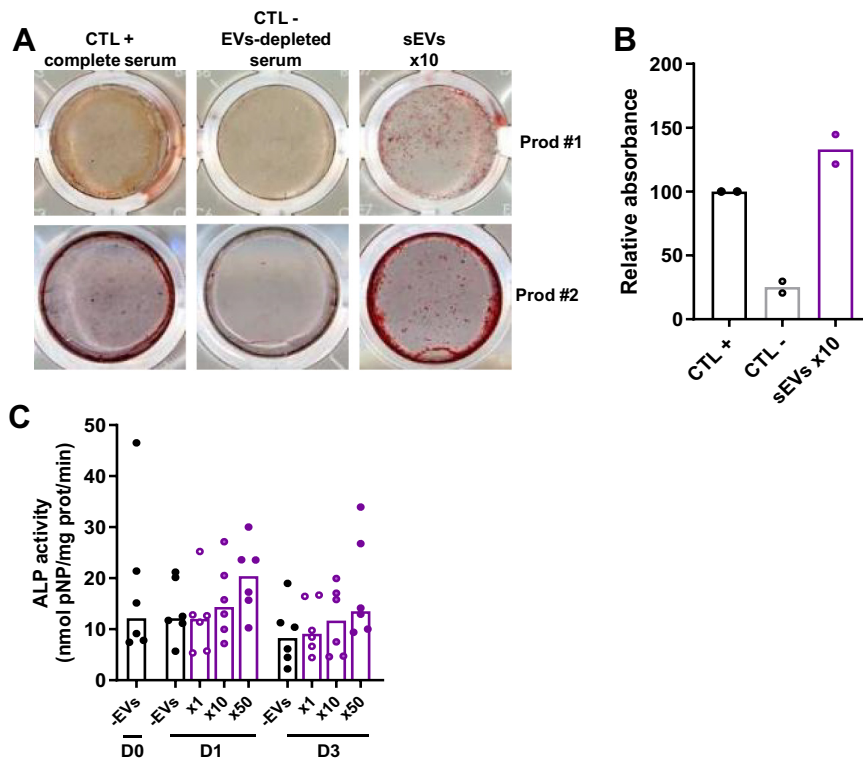 A
CTL +
complete serum
CTL -
EVs-depleted
serum
sEVs
x10
Prod #1
Prod #2
B
Relative absorbance
200
150
100
50
0
CTL +
CTL -
sEVs x10
C
ALP activity
(nmol pNP/mg prot/min)
50
40
30
20
10
0
-EVs
-EVs
x1
x10
x50
-EVs
x1
x10
x50
D0
D1
D3